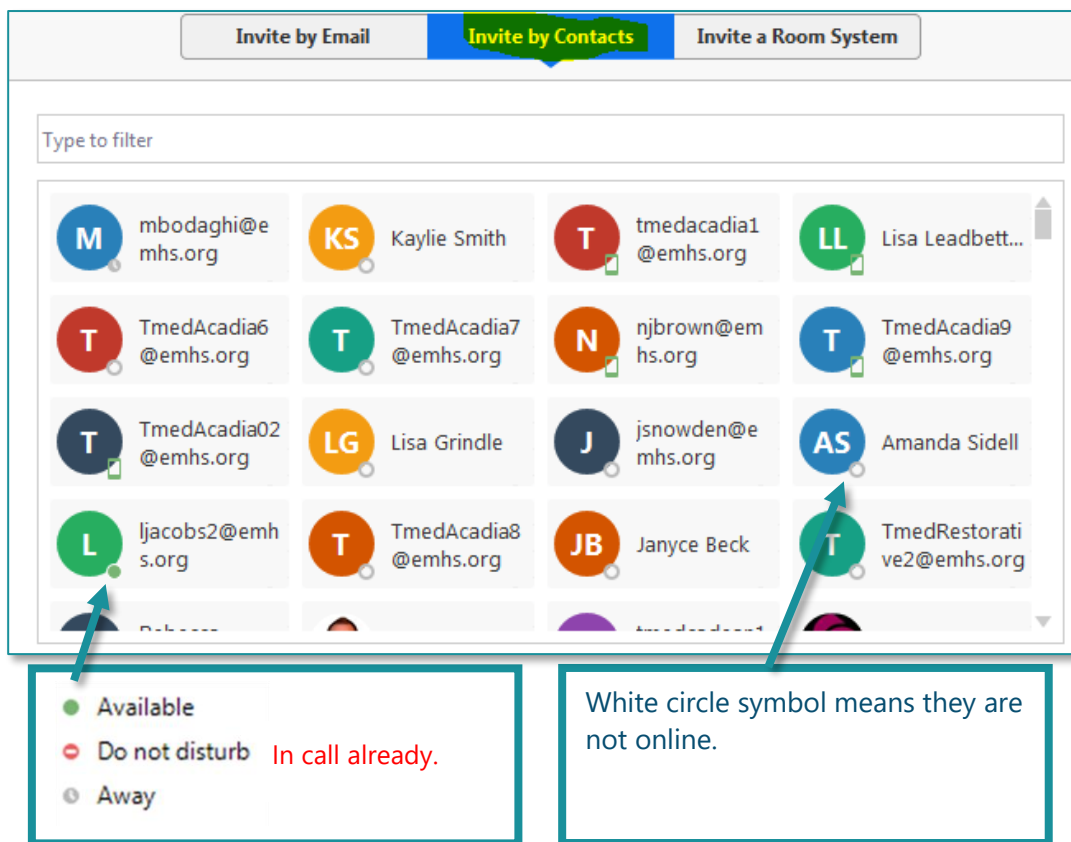 Invite by Email Invite by Contacts Invite a Room System
Type to filter
M mbodaghi@e
mhs.org
KS Kaylie Smith
T tmedacadia1
@emhs.org
LL Lisa Leadbett...
T TmedAcadia6
@emhs.org
T TmedAcadia7
@emhs.org
N njbrown@em
hs.org
T TmedAcadia9
@emhs.org
T TmedAcadia02
@emhs.org
LG Lisa Grindle
J jsnowden@e
mhs.org
AS Amanda Sidell
L ljacobs2@emh
s.org
T TmedAcadia8
@emhs.org
JB Janyce Beck
T TmedRestorati
ve2@emhs.org
Available
Do not disturb In call already.
Away
White circle symbol means they are
not online.